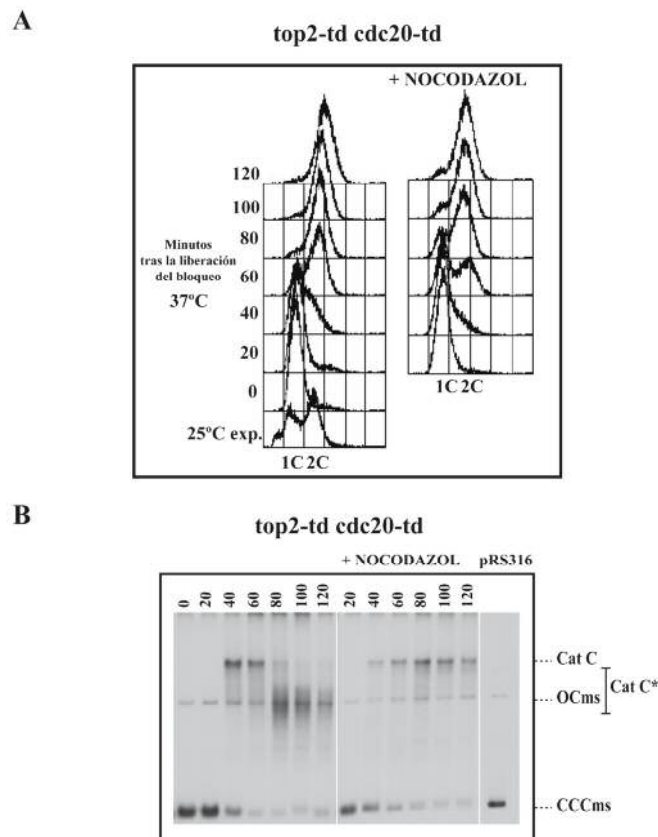 A
top2-td cdc20-td
+ NOCODAZOL
120
100
80
Minutos
tras la liberación
del bloqueo
60
37ºC
40
20
0
25ºC exp.
1C 2C
1C 2C
B
top2-td cdc20-td
+ NOCODAZOL pRS316
0 20 40 60 80 100 120 20 40 60 80 100 120
Cat C
Cat C*
OCms
CCCms